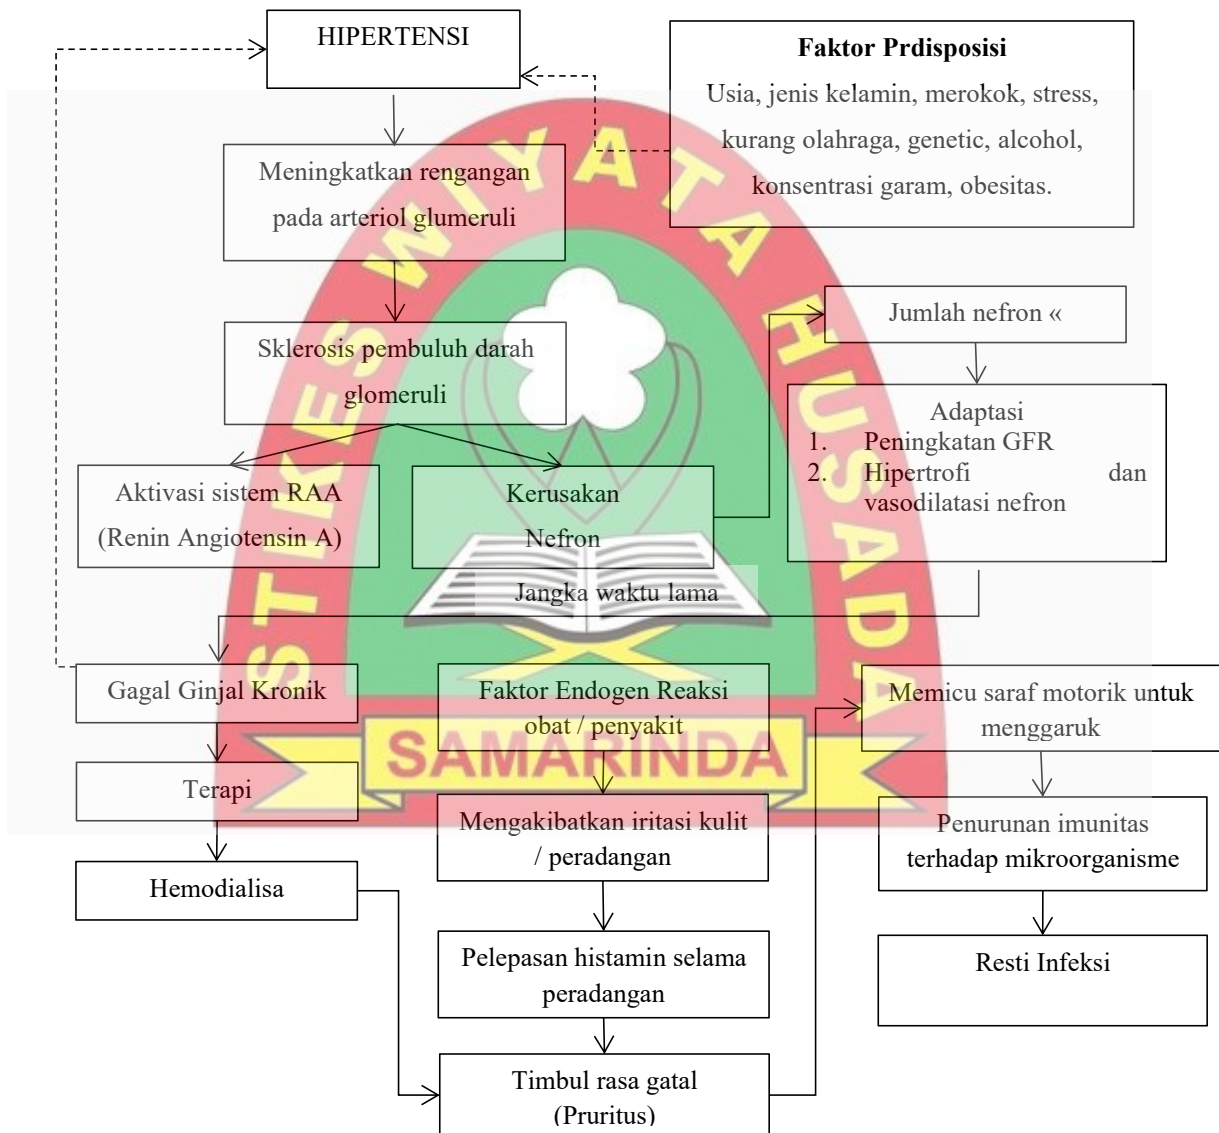 HIPERTENSI
Faktor Prdisposisi
Usia, jenis kelamin, merokok, stress,
kurang olahraga, genetic, alcohol,
konsentrasi garam, obesitas.
Meningkatkan rengangan
pada arteriol glumeruli
Sklerosis pembuluh darah
glomeruli
Jumlah nefron «
Adaptasi
1. Peningkatan GFR
2. Hipertrofi dan
vasodilatasi nefron
Aktivasi sistem RAA
(Renin Angiotensin A)
Kerusakan
Nefron
Jangka waktu lama
Gagal Ginjal Kronik
Terapi
Hemodialisa
Faktor Endogen Reaksi
obat / penyakit
Mengakibatkan iritasi kulit
/ peradangan
Pelepasan histamin selama
peradangan
Timbul rasa gatal
(Pruritus)
Memicu saraf motorik untuk
menggaruk
Penurunan imunitas
terhadap mikroorganisme
Resti Infeksi
STIKES WIYATA HUSADA
SAMARINDA